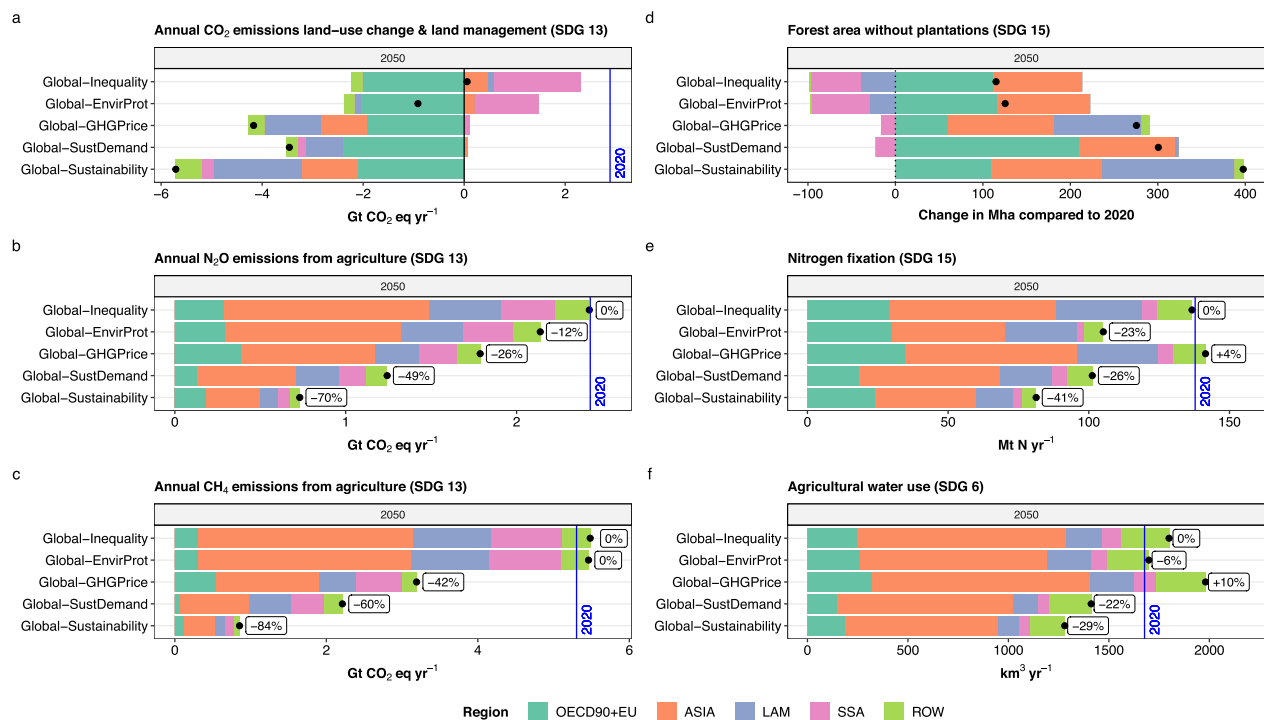 a
Annual CO₂ emissions land−use change & land management (SDG 13)
2050
Global−Inequality
Global−EnvirProt
Global−GHGPrice
Global−SustDemand
Global−Sustainability
2020
−6 −4 −2 0 2
Gt CO₂ eq yr⁻¹
d
Forest area without plantations (SDG 15)
2050
Global−Inequality
Global−EnvirProt
Global−GHGPrice
Global−SustDemand
Global−Sustainability
−100 0 100 200 300 400
Change in Mha compared to 2020
b
Annual N₂O emissions from agriculture (SDG 13)
2050
Global−Inequality 0%
Global−EnvirProt −12%
Global−GHGPrice −26%
Global−SustDemand −49%
Global−Sustainability −70%
2020
0 1 2
Gt CO₂ eq yr⁻¹
e
Nitrogen fixation (SDG 15)
2050
Global−Inequality 0%
Global−EnvirProt −23%
Global−GHGPrice +4%
Global−SustDemand −26%
Global−Sustainability −41%
2020
0 50 100 150
Mt N yr⁻¹
c
Annual CH₄ emissions from agriculture (SDG 13)
2050
Global−Inequality 0%
Global−EnvirProt 0%
Global−GHGPrice −42%
Global−SustDemand −60%
Global−Sustainability −84%
2020
0 2 4 6
Gt CO₂ eq yr⁻¹
f
Agricultural water use (SDG 6)
2050
Global−Inequality 0%
Global−EnvirProt −6%
Global−GHGPrice +10%
Global−SustDemand −22%
Global−Sustainability −29%
2020
0 500 1000 1500 2000
km³ yr⁻¹
Region OECD90+EU ASIA LAM SSA ROW